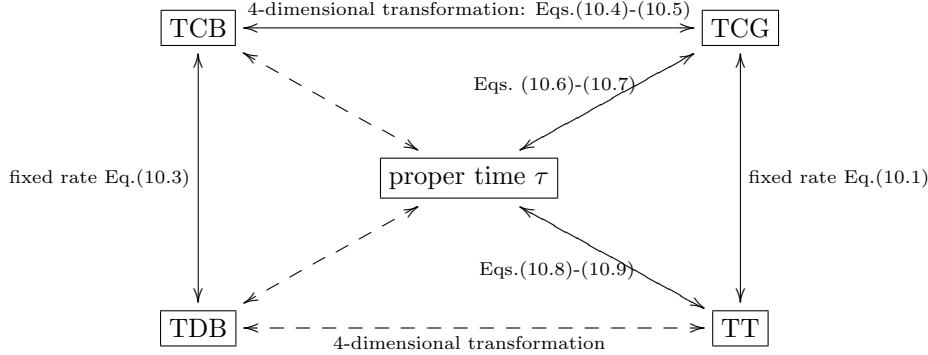 4-dimensional transformation: Eqs.(10.4)-(10.5)
TCB
TCG
Eqs. (10.6)-(10.7)
fixed rate Eq.(10.3)
proper time τ
fixed rate Eq.(10.1)
Eqs.(10.8)-(10.9)
TDB
TT
4-dimensional transformation